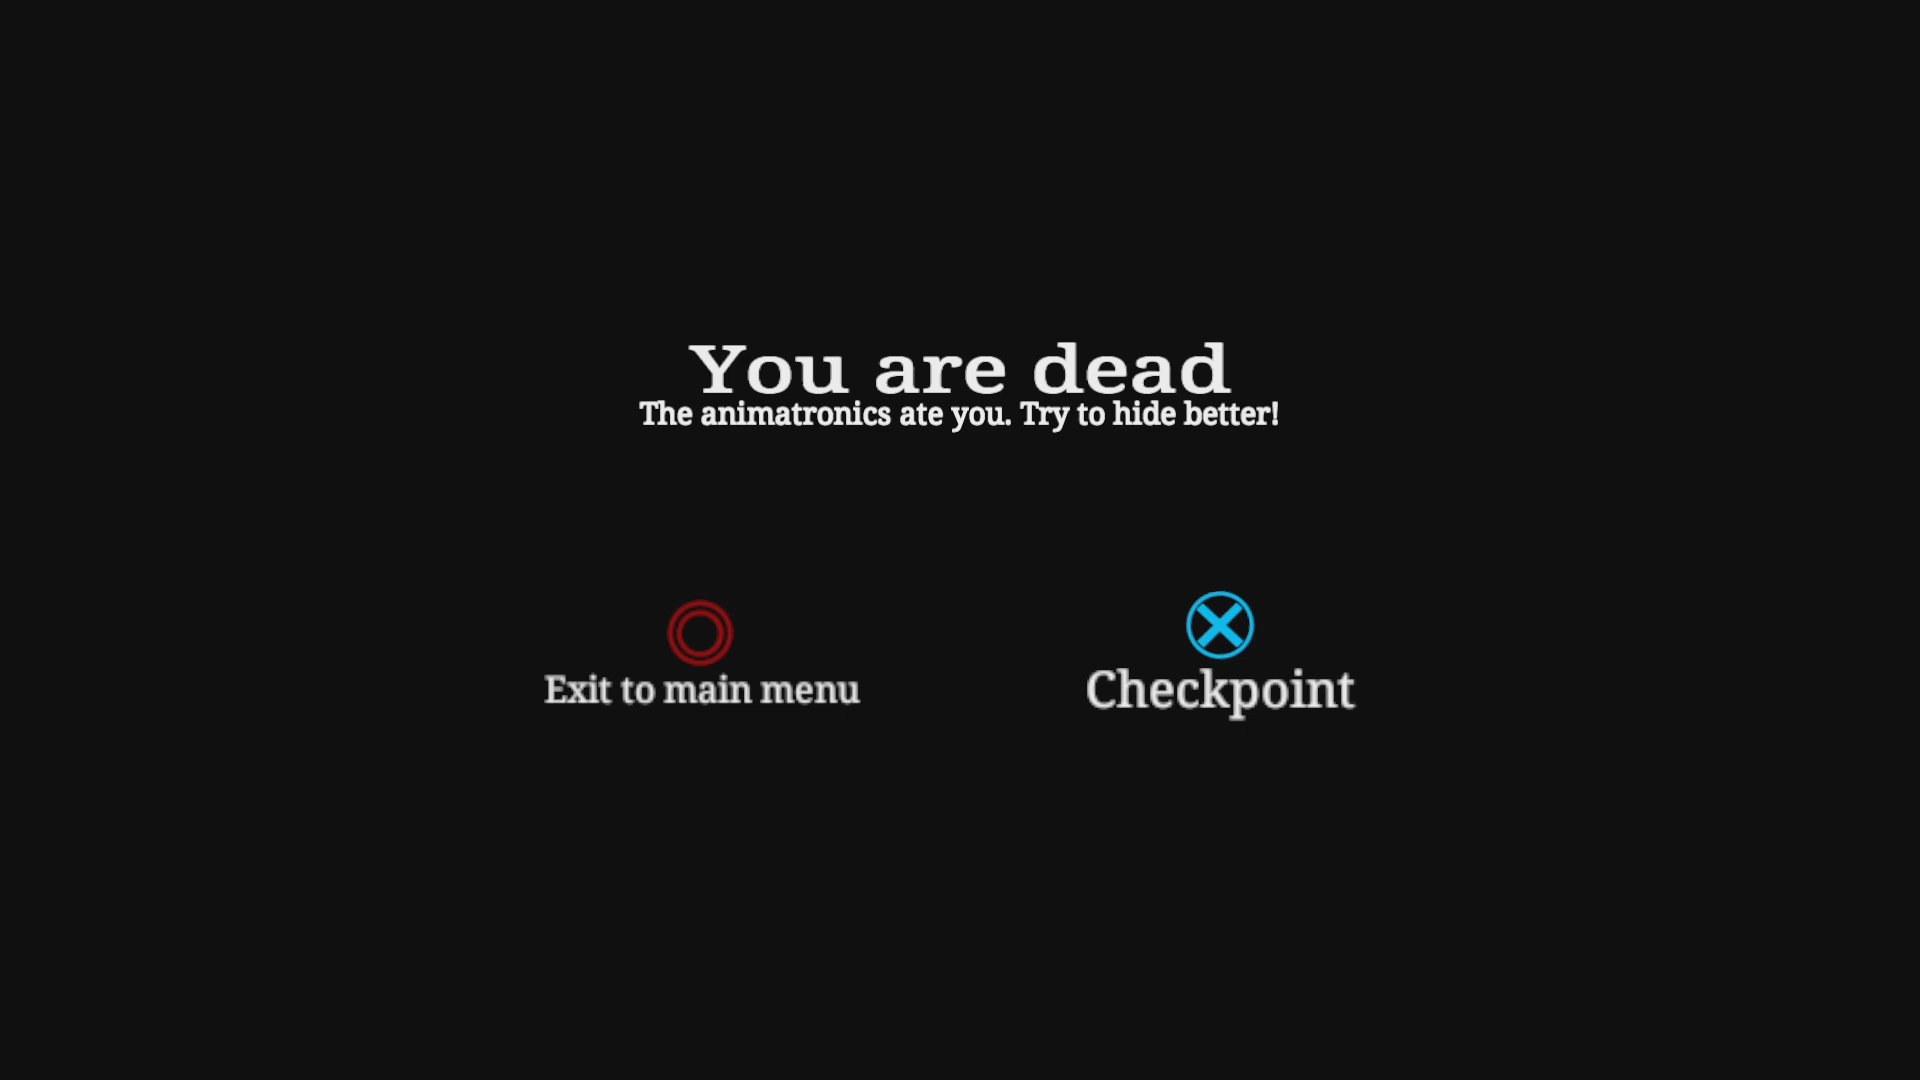 You are dead
The animatronics ate you. Try to hide better!
Exit to main menu
Checkpoint